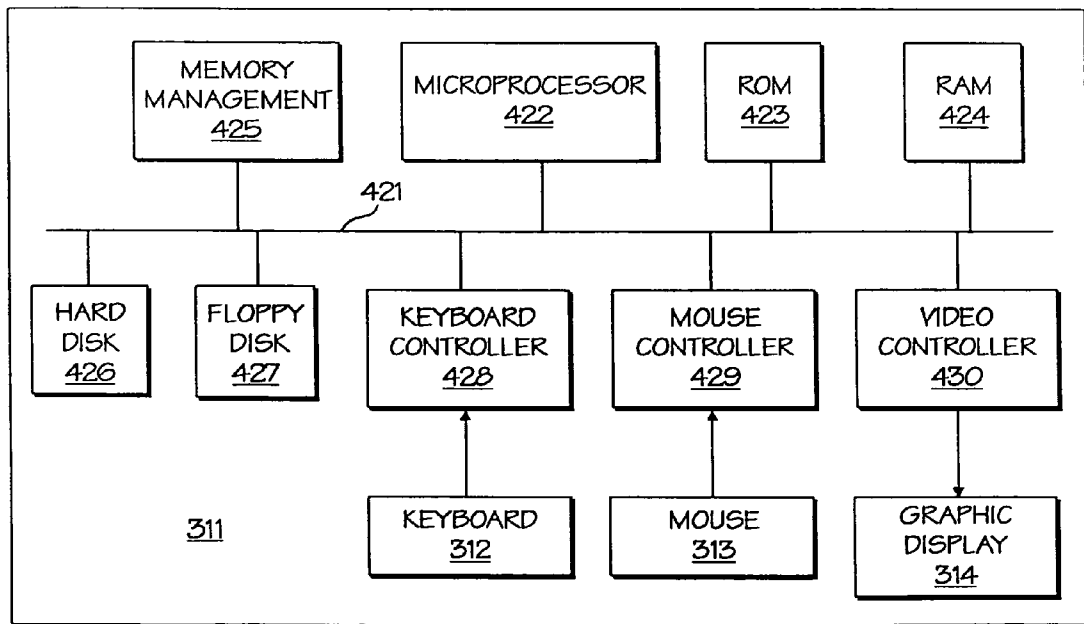 MEMORY
MANAGEMENT
425
MICROPROCESSOR
422
ROM
423
RAM
424
421
HARD
DISK
426
FLOPPY
DISK
427
KEYBOARD
CONTROLLER
428
MOUSE
CONTROLLER
429
VIDEO
CONTROLLER
430
311
KEYBOARD
312
MOUSE
313
GRAPHIC
DISPLAY
314